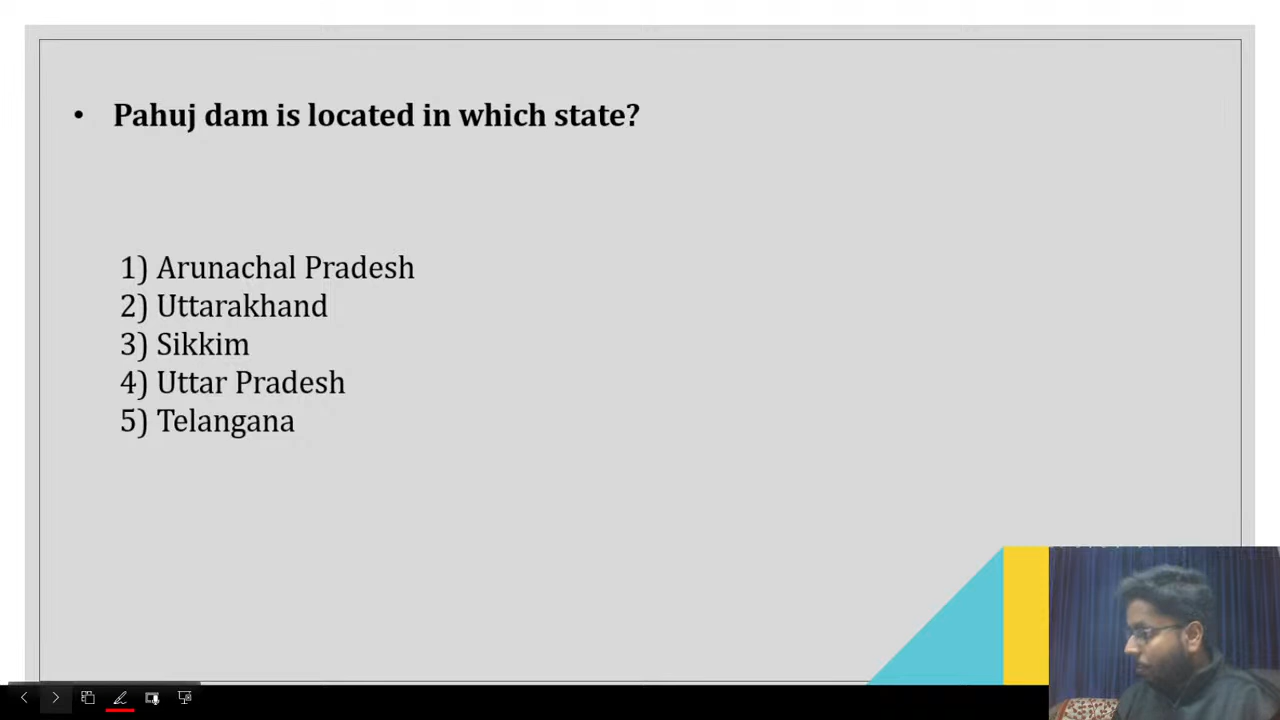 • Pahuj dam is located in which state?
1) Arunachal Pradesh
2) Uttarakhand
3) Sikkim
4) Uttar Pradesh
5) Telangana